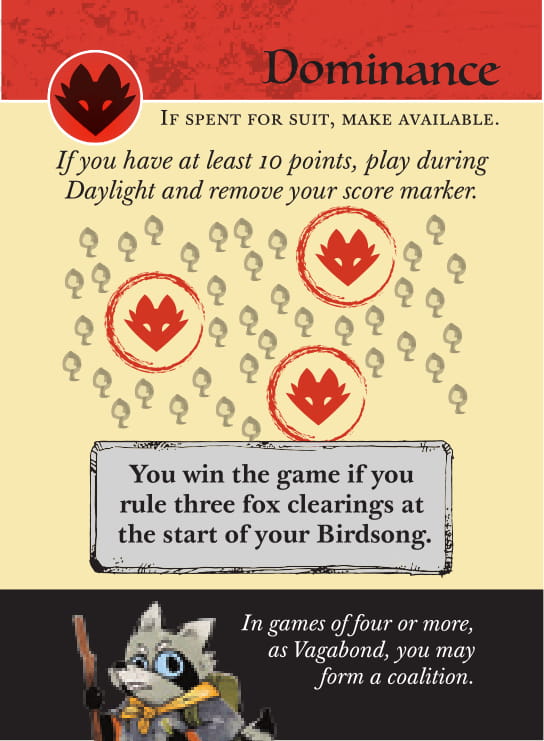 Dominance
If spent for suit, make available.
If you have at least 10 points, play during
Daylight and remove your score marker.
You win the game if you
rule three fox clearings at
the start of your Birdsong.
In games of four or more,
as Vagabond, you may
form a coalition.